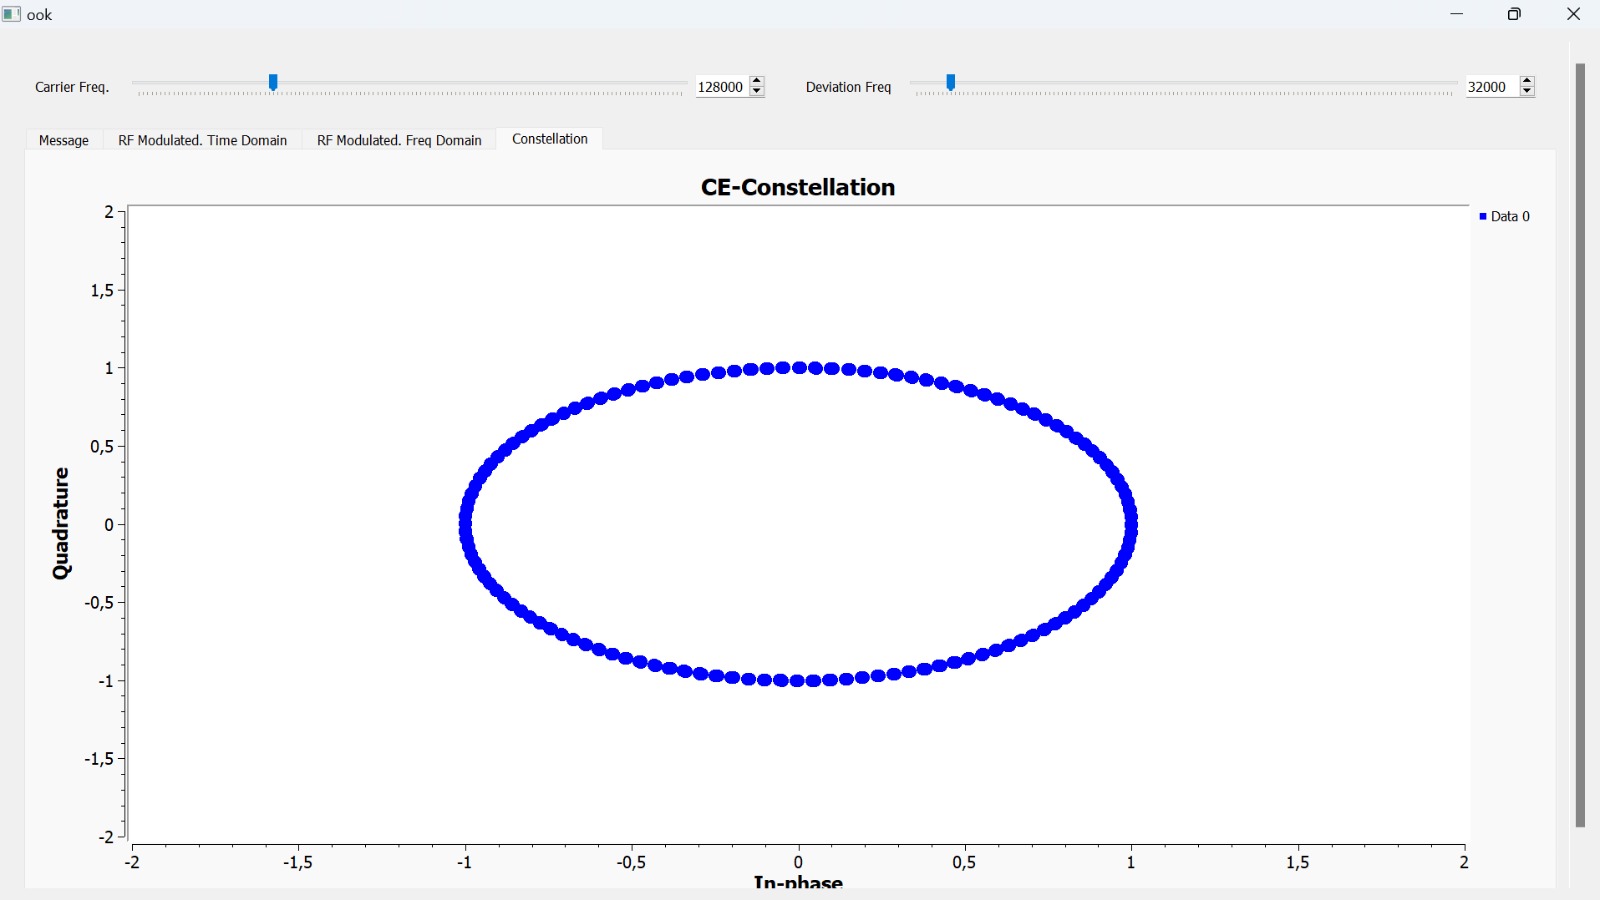 ook
Carrier Freq. 128000 Deviation Freq 32000
Message RF Modulated. Time Domain RF Modulated. Freq Domain Constellation
CE-Constellation
Data 0
2
1,5
1
0,5
0
-0,5
-1
-1,5
-2
Quadrature
-2 -1,5 -1 -0,5 0 0,5 1 1,5 2
In-phase